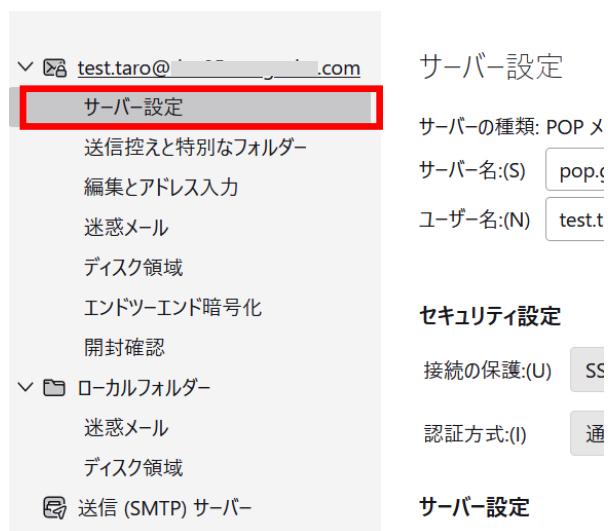 test.taro@ .com
サーバー設定
送信控えと特別なフォルダー
編集とアドレス入力
迷惑メール
ディスク領域
エンドツーエンド暗号化
開封確認
ローカルフォルダー
迷惑メール
ディスク領域
送信 (SMTP) サーバー
サーバー設定
サーバーの種類: POP メ
サーバー名:(S) pop.g
ユーザー名:(N) test.t
セキュリティ設定
接続の保護:(U) SS
認証方式:(I) 通
サーバー設定